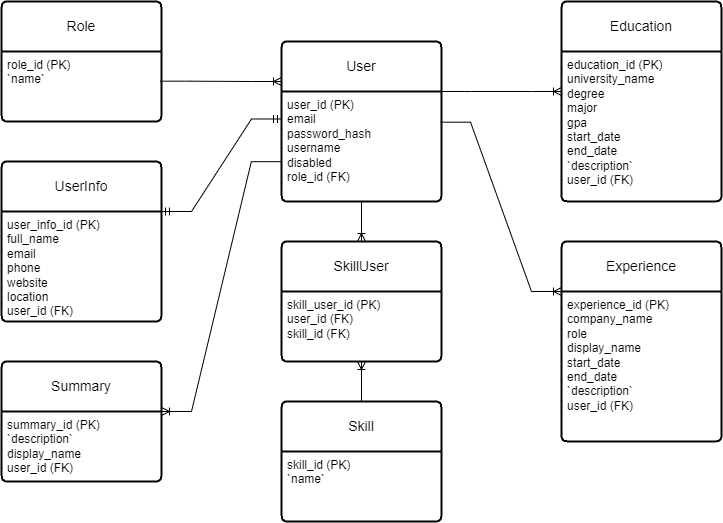 Role
role_id (PK)
`name`
UserInfo
user_info_id (PK)
full_name
email
phone
website
location
user_id (FK)
Summary
summary_id (PK)
`description`
display_name
user_id (FK)
User
user_id (PK)
email
password_hash
username
disabled
role_id (FK)
SkillUser
skill_user_id (PK)
user_id (FK)
skill_id (FK)
Skill
skill_id (PK)
`name`
Education
education_id (PK)
university_name
degree
major
gpa
start_date
end_date
`description`
user_id (FK)
Experience
experience_id (PK)
company_name
role
display_name
start_date
end_date
`description`
user_id (FK)